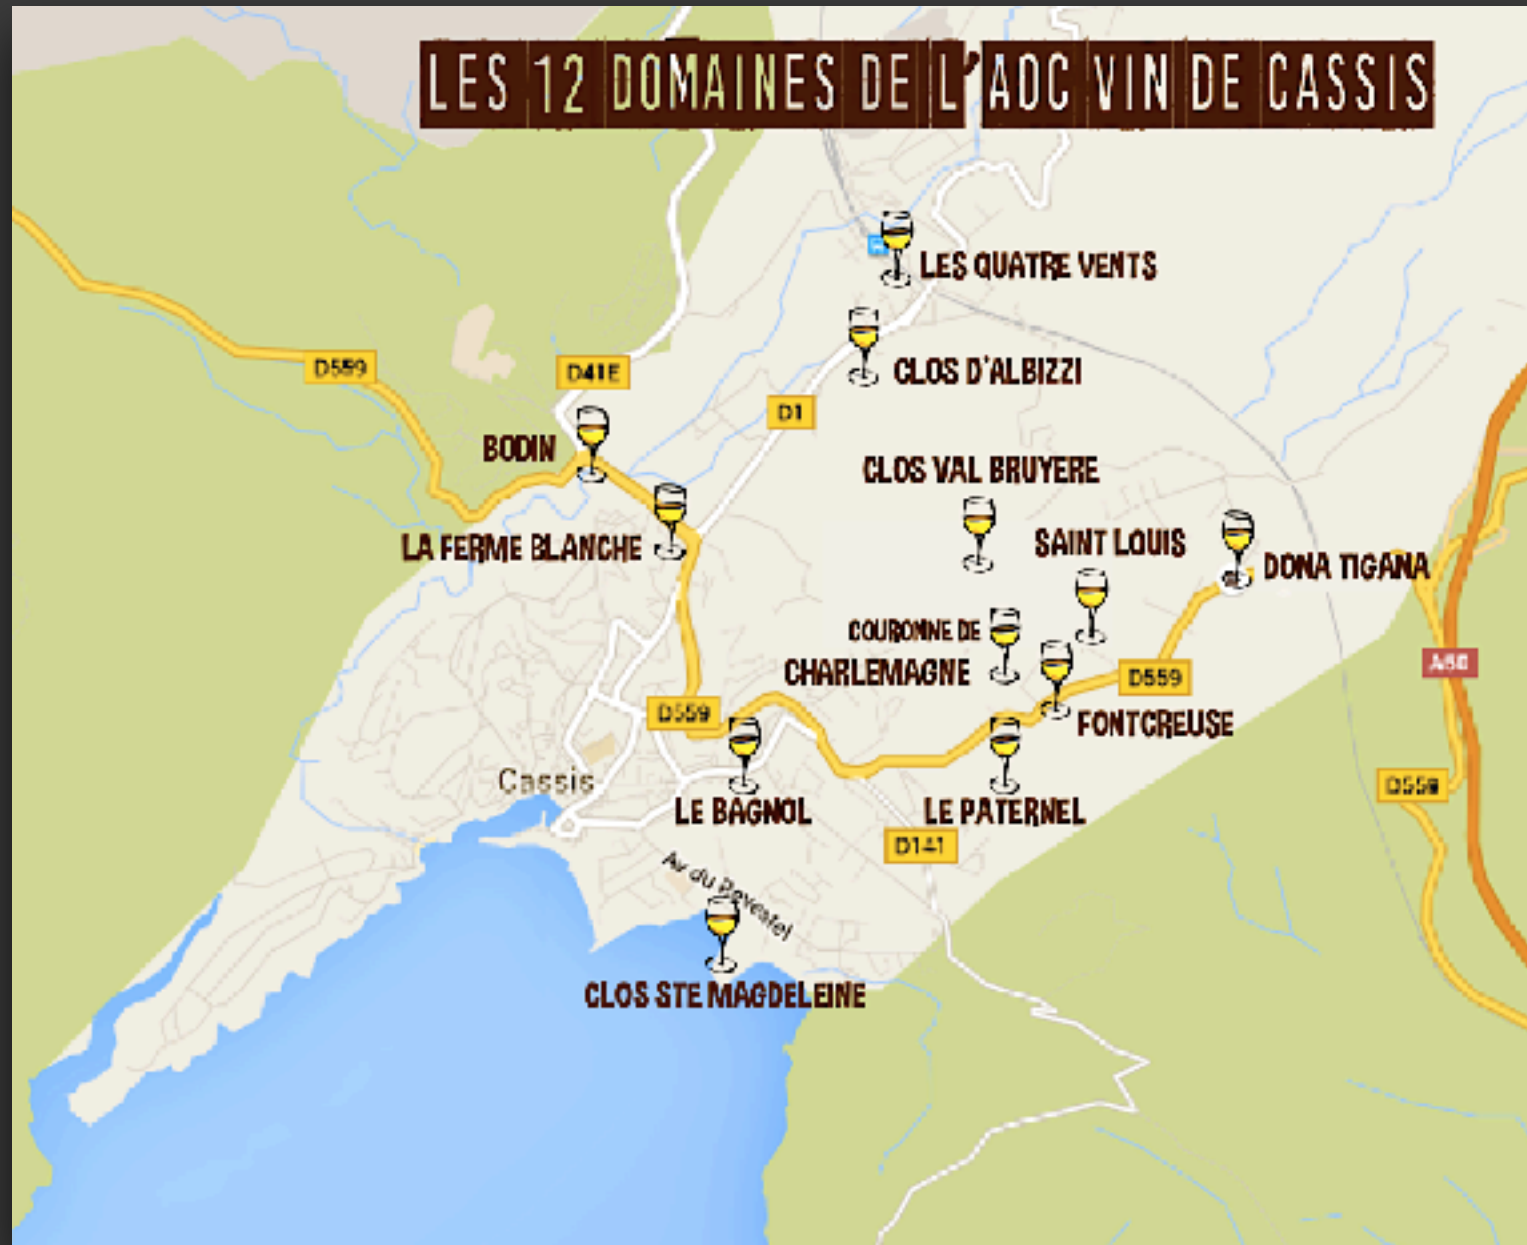 LES 12 DOMAINES DE L'AOC VIN DE CASSIS
LES QUATRE VENTS
CLOS D'ALBIZZI
D559
D41E
D1
BODIN
CLOS VAL BRUYERE
LA FERME BLANCHE
SAINT LOUIS
DONA TIGANA
COURONNE DE
CHARLEMAGNE
A50
D559
D559
FONTCREUSE
Cassis
D559
LE BAGNOL
LE PATERNEL
D141
Av du Revestel
CLOS STE MAGDELEINE